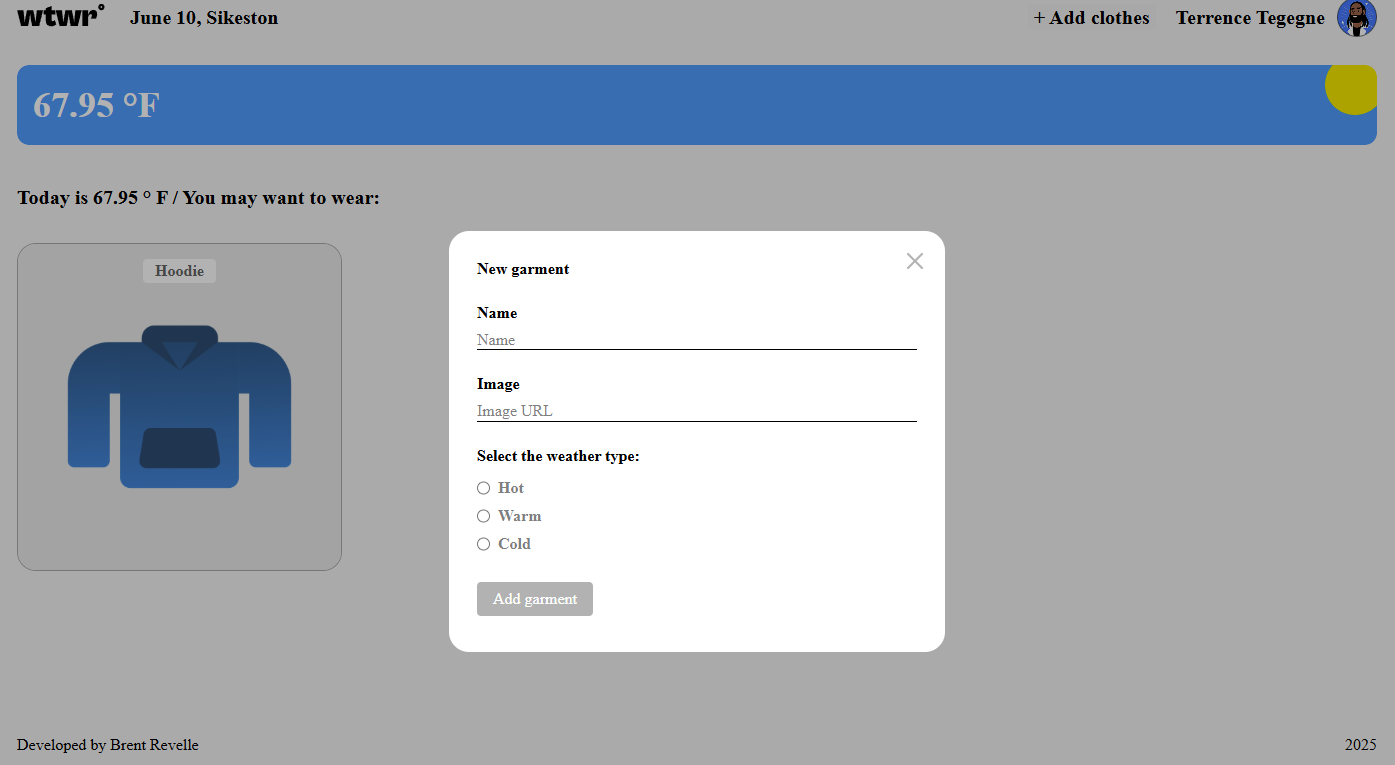 wtwr° June 10, Sikeston + Add clothes Terrence Tegegne
67.95 °F
Today is 67.95 ° F / You may want to wear:
Hoodie
New garment
Name
Name
Image
Image URL
Select the weather type:
Hot
Warm
Cold
Add garment
Developed by Brent Revelle 2025